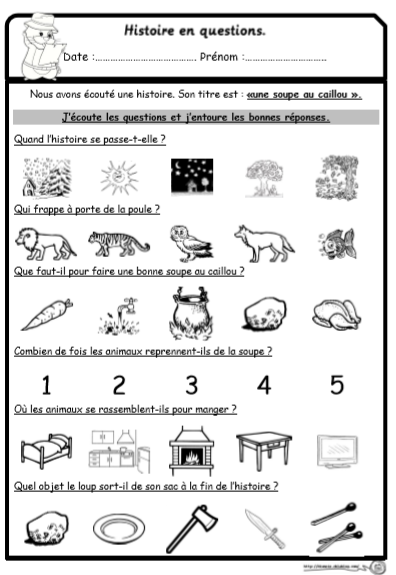 Histoire en questions.
Date :................................. Prénom :...........................
Nous avons écouté une histoire. Son titre est : «une soupe au caillou ».
J'écoute les questions et j'entoure les bonnes réponses.
Quand l'histoire se passe-t-elle ?
Qui frappe à porte de la poule ?
Que faut-il pour faire une bonne soupe au caillou ?
Combien de fois les animaux reprennent-ils de la soupe ?
1 2 3 4 5
Où les animaux se rassemblent-ils pour manger ?
Quel objet le loup sort-il de son sac à la fin de l'histoire ?